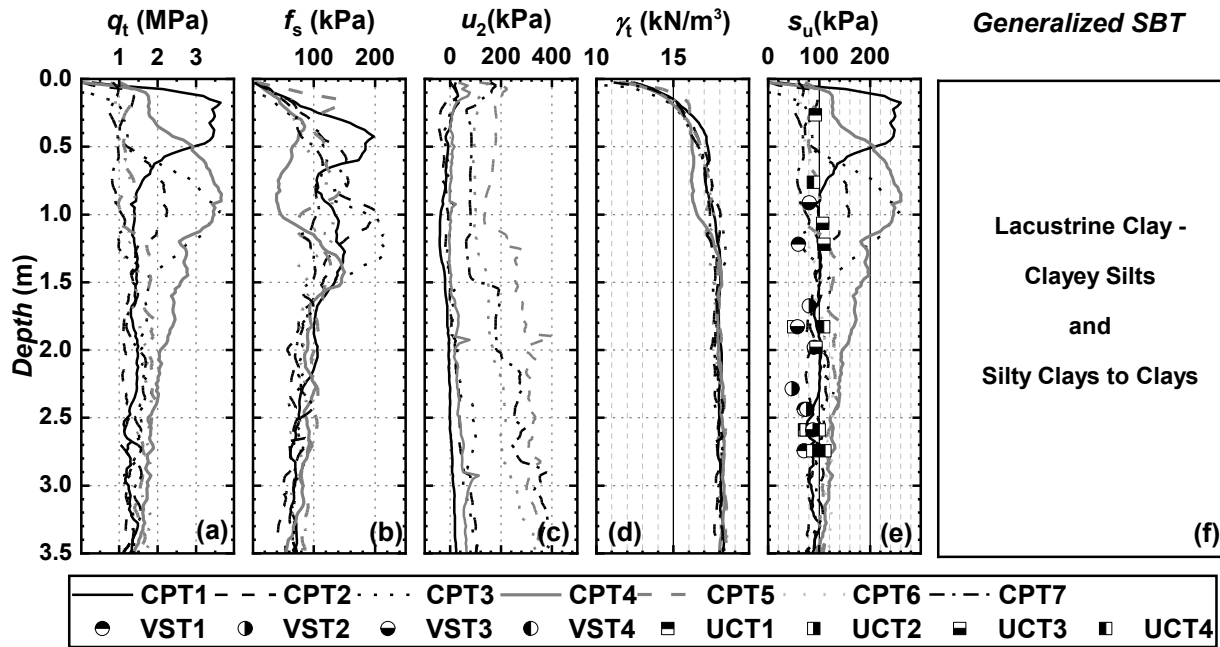 qt (MPa) fs (kPa) u2(kPa) γt (kN/m³) su(kPa) Generalized SBT
1 2 3 100 200 0 200 400 10 15 0 100 200
0.0
0.5
1.0
1.5
2.0
2.5
3.0
3.5
Depth (m)
Lacustrine Clay -
Clayey Silts
and
Silty Clays to Clays
(a) (b) (c) (d) (e) (f)
CPT1 CPT2 CPT3 CPT4 CPT5 CPT6 CPT7
VST1 VST2 VST3 VST4 UCT1 UCT2 UCT3 UCT4